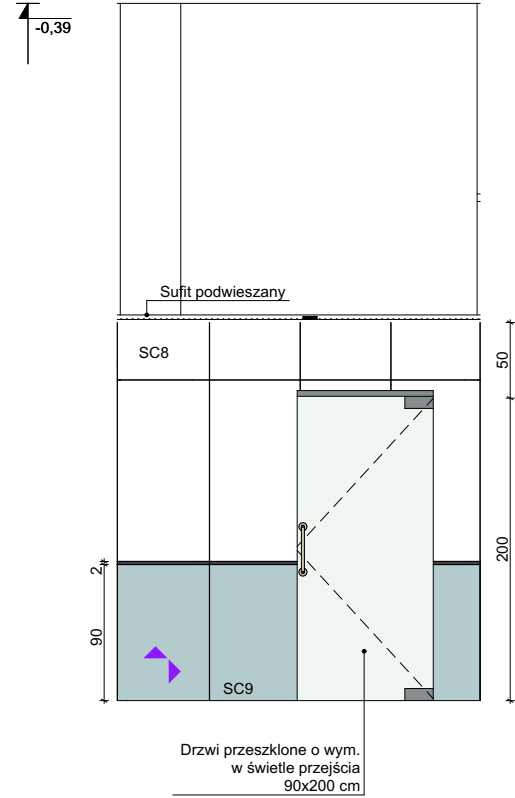 -0,39
Sufit podwieszany
SC8
50
200
2
90
SC9
Drzwi przeszklone o wym.
w świetle przejścia
90x200 cm